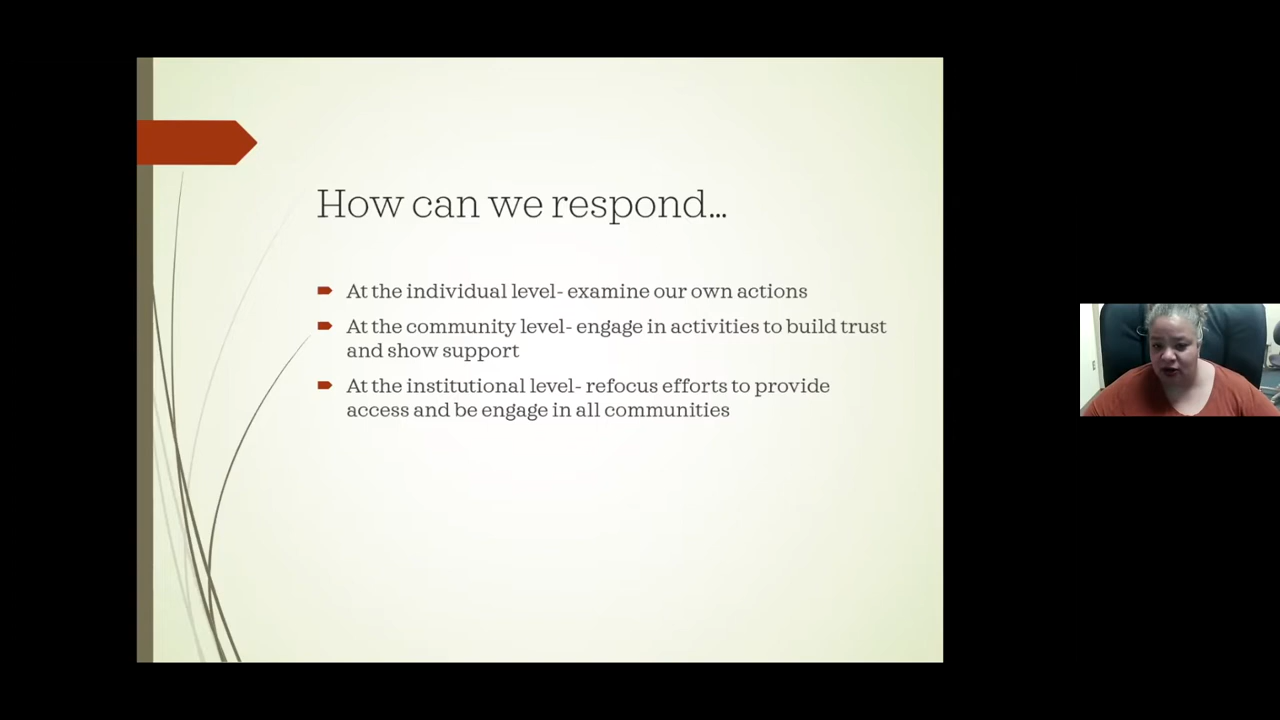 How can we respond...
At the individual level- examine our own actions
At the community level- engage in activities to build trust
and show support
At the institutional level- refocus efforts to provide
access and be engage in all communities